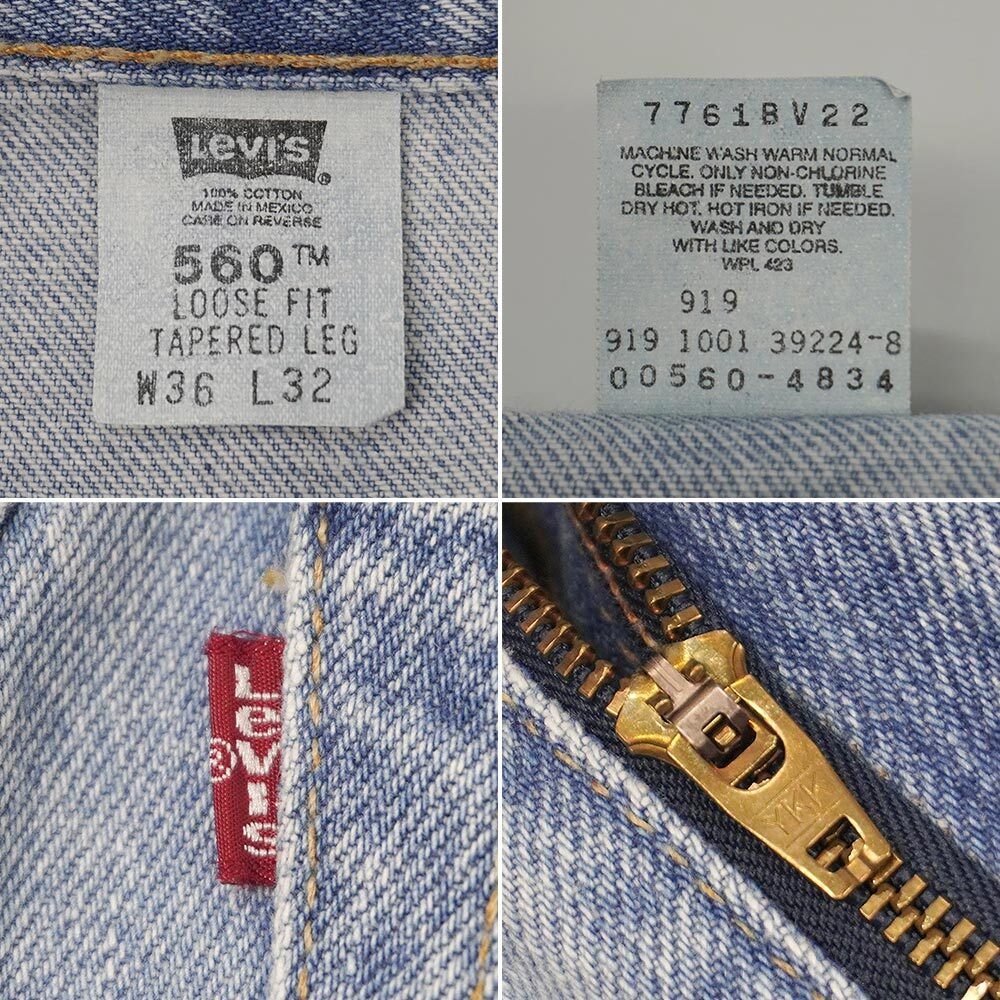 Levi's®
100% COTTON
MADE IN MEXICO
CARE ON REVERSE
560™
LOOSE FIT
TAPERED LEG
W36 L32
7761BV22
MACHINE WASH WARM NORMAL
CYCLE. ONLY NON-CHLORINE
BLEACH IF NEEDED. TUMBLE
DRY HOT. HOT IRON IF NEEDED.
WASH AND DRY
WITH LIKE COLORS.
WPL 423
919
919 1001 39224-8
00560-4834
LeVIS®
YKK